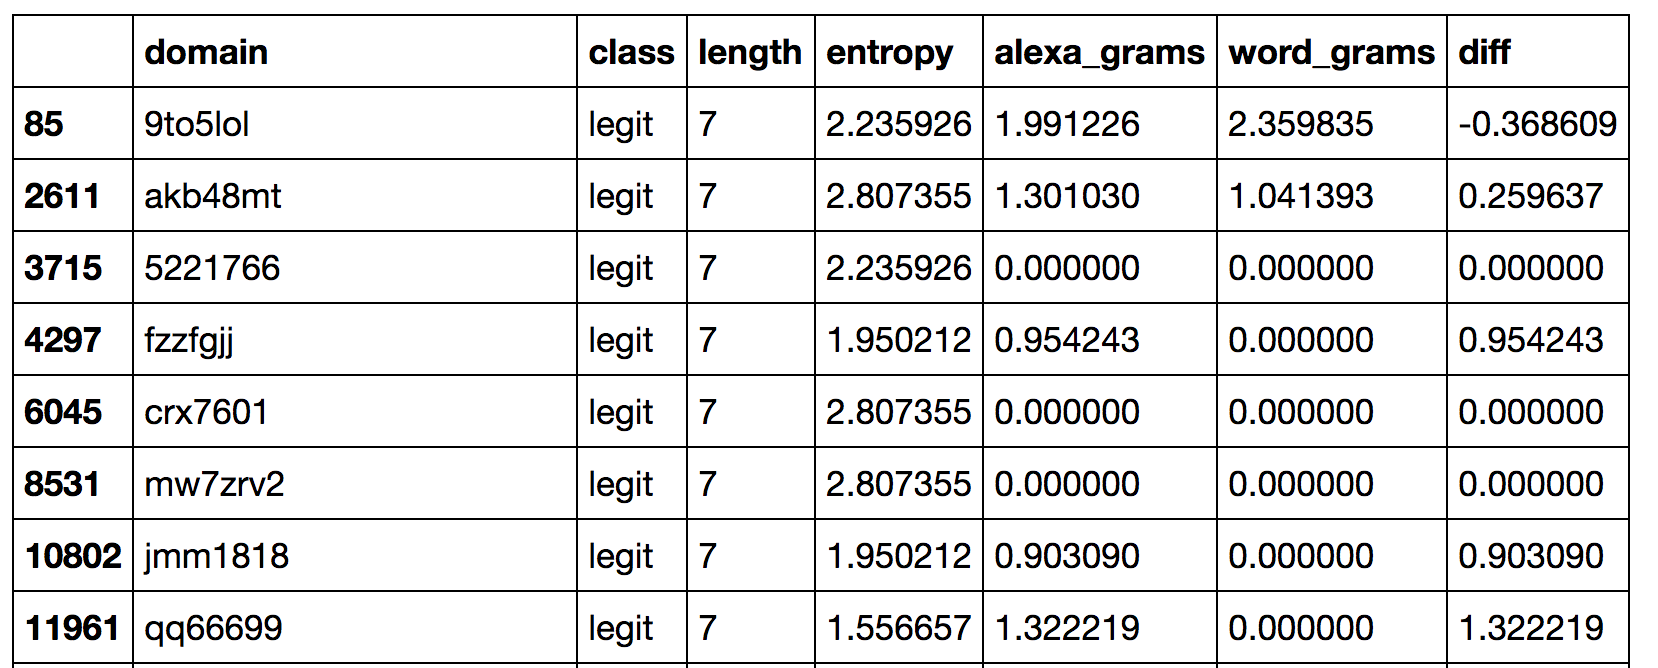 domain class length entropy alexa_grams word_grams diff
85 9to5lol legit 7 2.235926 1.991226 2.359835 -0.368609
2611 akb48mt legit 7 2.807355 1.301030 1.041393 0.259637
3715 5221766 legit 7 2.235926 0.000000 0.000000 0.000000
4297 fzzfgjj legit 7 1.950212 0.954243 0.000000 0.954243
6045 crx7601 legit 7 2.807355 0.000000 0.000000 0.000000
8531 mw7zrv2 legit 7 2.807355 0.000000 0.000000 0.000000
10802 jmm1818 legit 7 1.950212 0.903090 0.000000 0.903090
11961 qq66699 legit 7 1.556657 1.322219 0.000000 1.322219